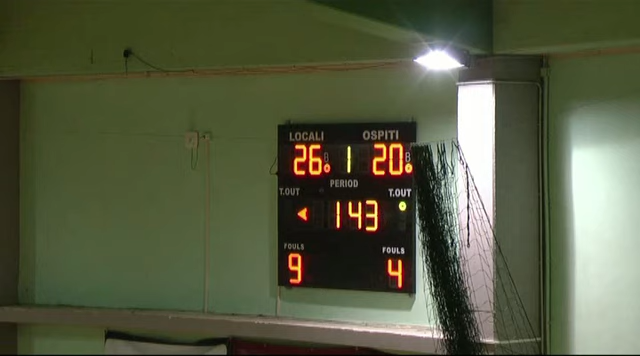 LOCALI OSPITI
26 1 20
PERIOD
T.OUT T.OUT
143
FOULS FOULS
9 4